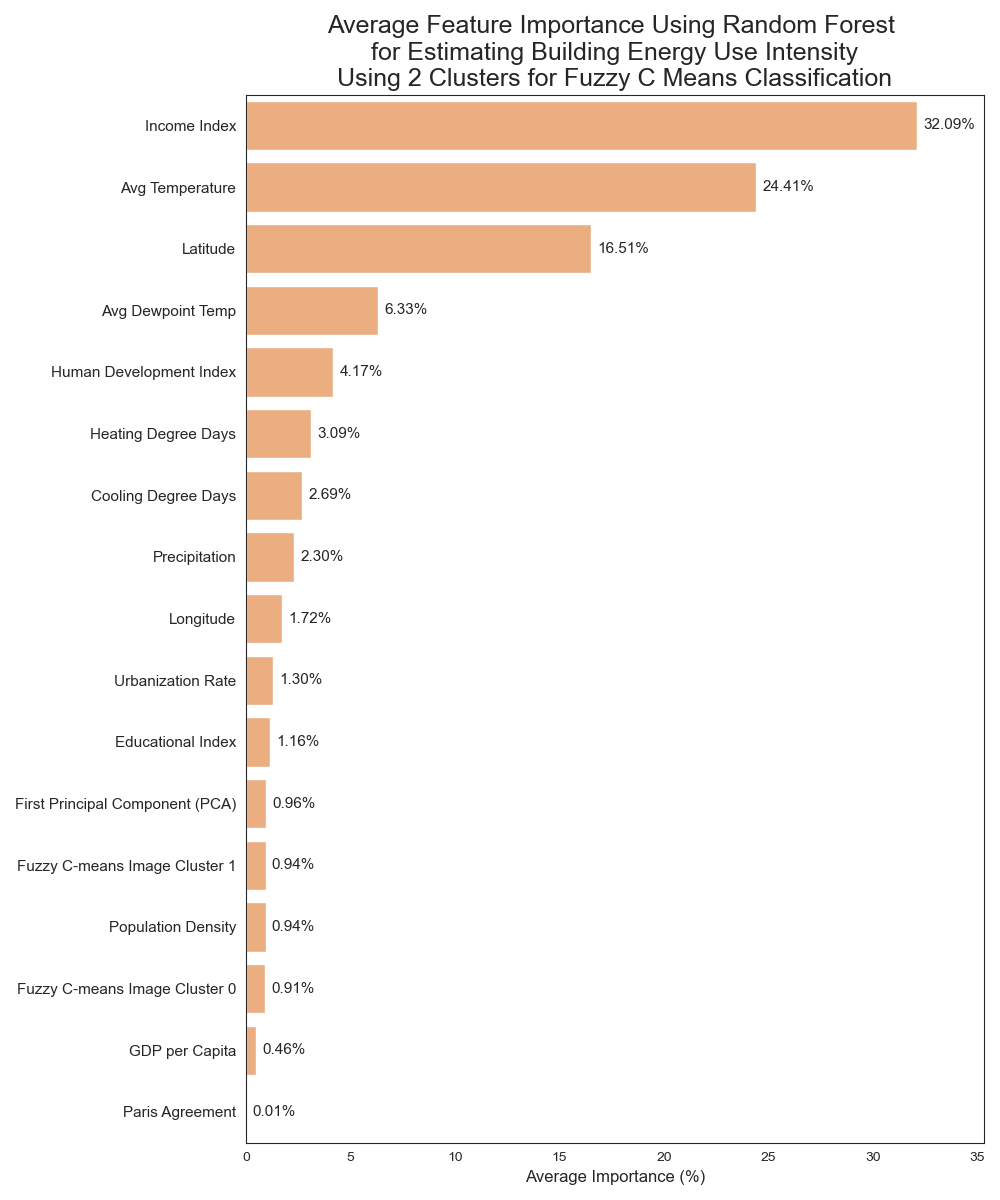 Average Feature Importance Using Random Forest
for Estimating Building Energy Use Intensity
Using 2 Clusters for Fuzzy C Means Classification
Income Index 32.09%
Avg Temperature 24.41%
Latitude 16.51%
Avg Dewpoint Temp 6.33%
Human Development Index 4.17%
Heating Degree Days 3.09%
Cooling Degree Days 2.69%
Precipitation 2.30%
Longitude 1.72%
Urbanization Rate 1.30%
Educational Index 1.16%
First Principal Component (PCA) 0.96%
Fuzzy C-means Image Cluster 1 0.94%
Population Density 0.94%
Fuzzy C-means Image Cluster 0 0.91%
GDP per Capita 0.46%
Paris Agreement 0.01%
0 5 10 15 20 25 30 35
Average Importance (%)